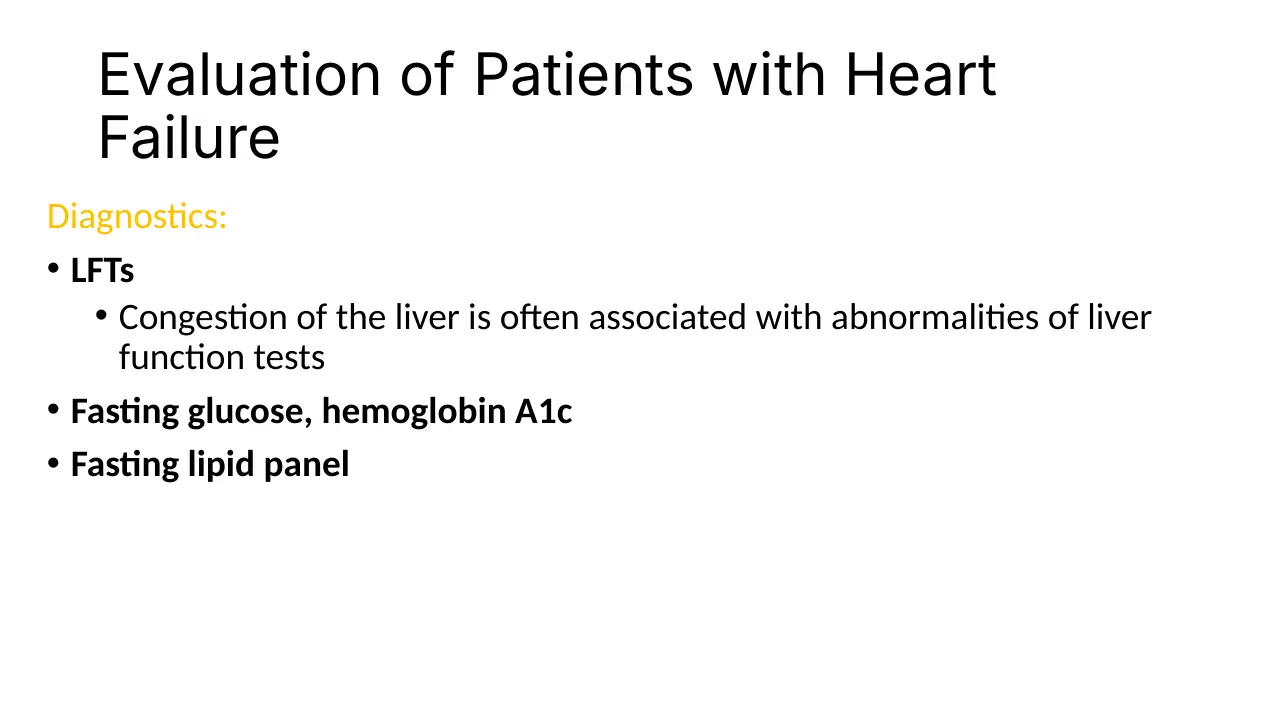 Evaluation of Patients with Heart
Failure
Diagnostics:
• LFTs
• Congestion of the liver is often associated with abnormalities of liver
function tests
• Fasting glucose, hemoglobin A1c
• Fasting lipid panel